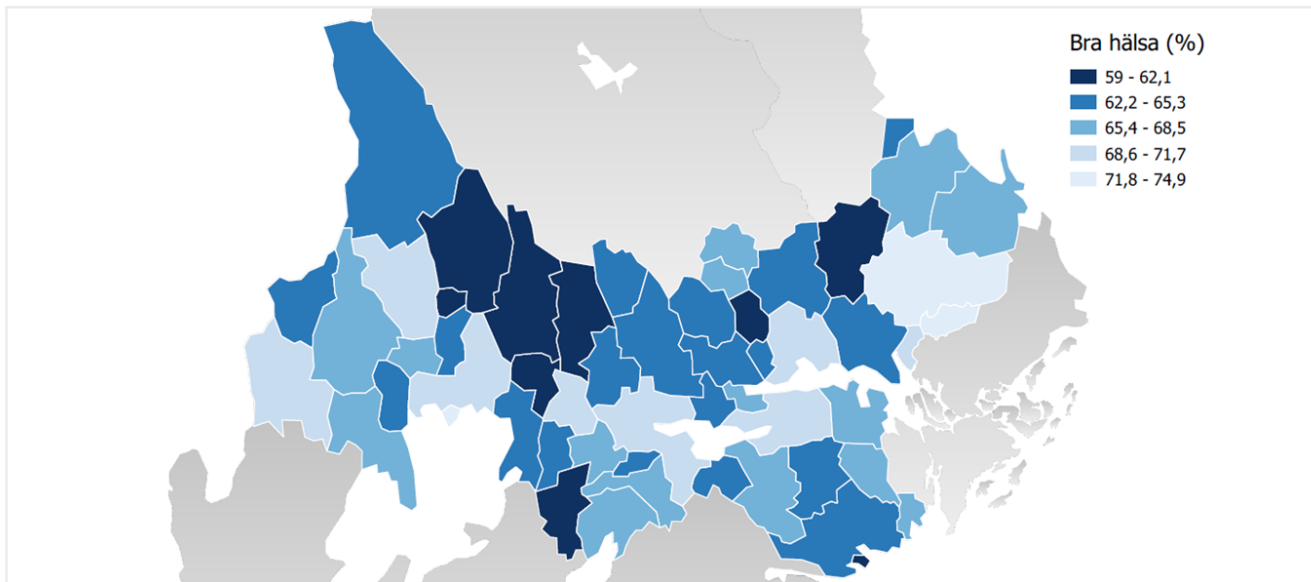 Bra hälsa (%)
59 - 62,1
62,2 - 65,3
65,4 - 68,5
68,6 - 71,7
71,8 - 74,9